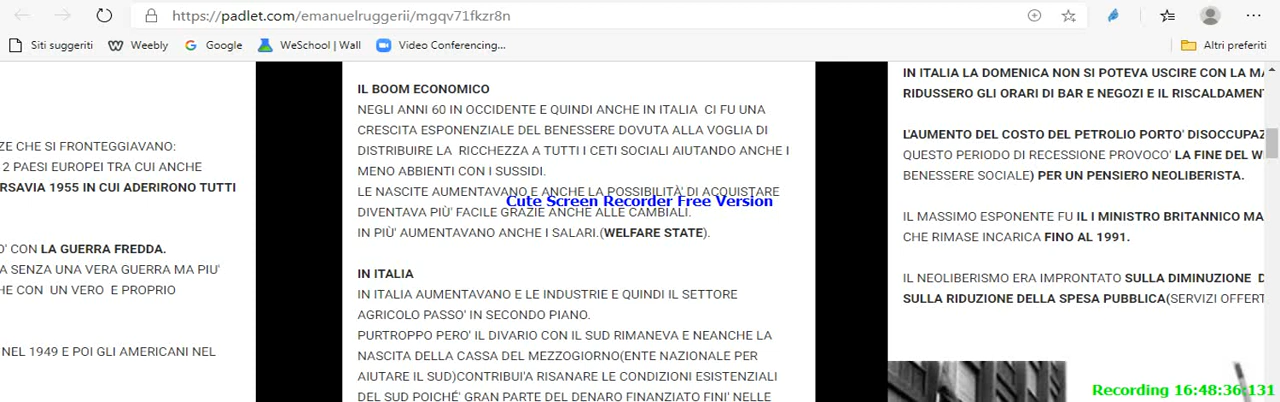 https://padlet.com/emanuelruggerii/mgqv71fkzr8n
Siti suggeriti Weebly Google WeSchool | Wall Video Conferencing... Altri preferiti
ZE CHE SI FRONTEGGIAVANO:
2 PAESI EUROPEI TRA CUI ANCHE
RSAVIA 1955 IN CUI ADERIRONO TUTTI
O' CON LA GUERRA FREDDA.
A SENZA UNA VERA GUERRA MA PIU'
HE CON UN VERO E PROPRIO
NEL 1949 E POI GLI AMERICANI NEL
IL BOOM ECONOMICO
NEGLI ANNI 60 IN OCCIDENTE E QUINDI ANCHE IN ITALIA CI FU UNA
CRESCITA ESPONENZIALE DEL BENESSERE DOVUTA ALLA VOGLIA DI
DISTRIBUIRE LA RICCHEZZA A TUTTI I CETI SOCIALI AIUTANDO ANCHE I
MENO ABBIENTI CON I SUSSIDI.
LE NASCITE AUMENTAVANO E ANCHE LA POSSIBILITÀ' DI ACQUISTARE
Cute Screen Recorder Free Version
DIVENTAVA PIÙ' FACILE GRAZIE ANCHE ALLE CAMBIALI.
IN PIÙ' AUMENTAVANO ANCHE I SALARI.(WELFARE STATE).
IN ITALIA
IN ITALIA AUMENTAVANO E LE INDUSTRIE E QUINDI IL SETTORE
AGRICOLO PASSO' IN SECONDO PIANO.
PURTROPPO PERO' IL DIVARIO CON IL SUD RIMANEVA E NEANCHE LA
NASCITA DELLA CASSA DEL MEZZOGIORNO(ENTE NAZIONALE PER
AIUTARE IL SUD)CONTRIBUI'A RISANARE LE CONDIZIONI ESISTENZIALI
DEL SUD POICHÉ' GRAN PARTE DEL DENARO FINANZIATO FINI' NELLE
IN ITALIA LA DOMENICA NON SI POTEVA USCIRE CON LA MA
RIDUSSERO GLI ORARI DI BAR E NEGOZI E IL RISCALDAMEN
L'AUMENTO DEL COSTO DEL PETROLIO PORTO' DISOCCUPAZ
QUESTO PERIODO DI RECESSIONE PROVOCO' LA FINE DEL W
BENESSERE SOCIALE) PER UN PENSIERO NEOLIBERISTA.
IL MASSIMO ESPONENTE FU IL I MINISTRO BRITANNICO MA
CHE RIMASE INCARICA FINO AL 1991.
IL NEOLIBERISMO ERA IMPRONTATO SULLA DIMINUZIONE D
SULLA RIDUZIONE DELLA SPESA PUBBLICA(SERVIZI OFFERT
Recording 16:48:36:131